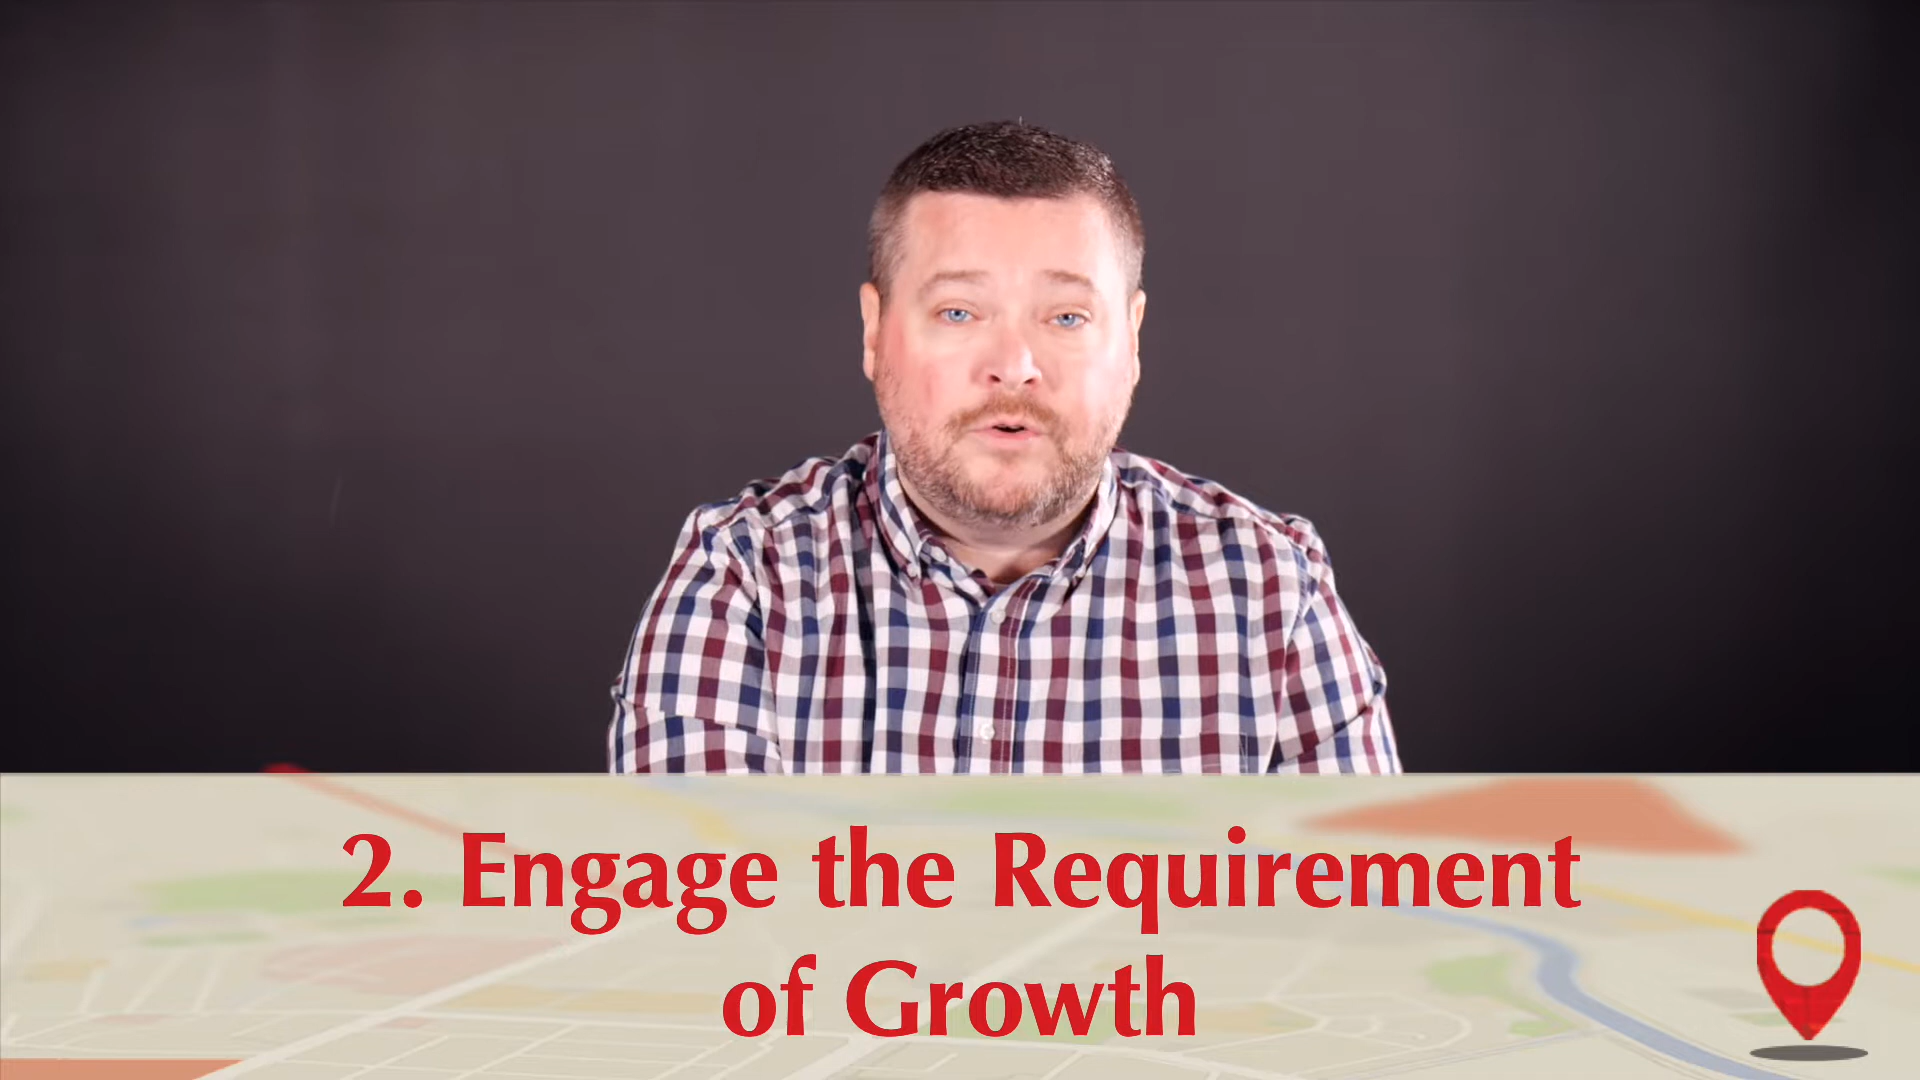 2. Engage the Requirement
of Growth